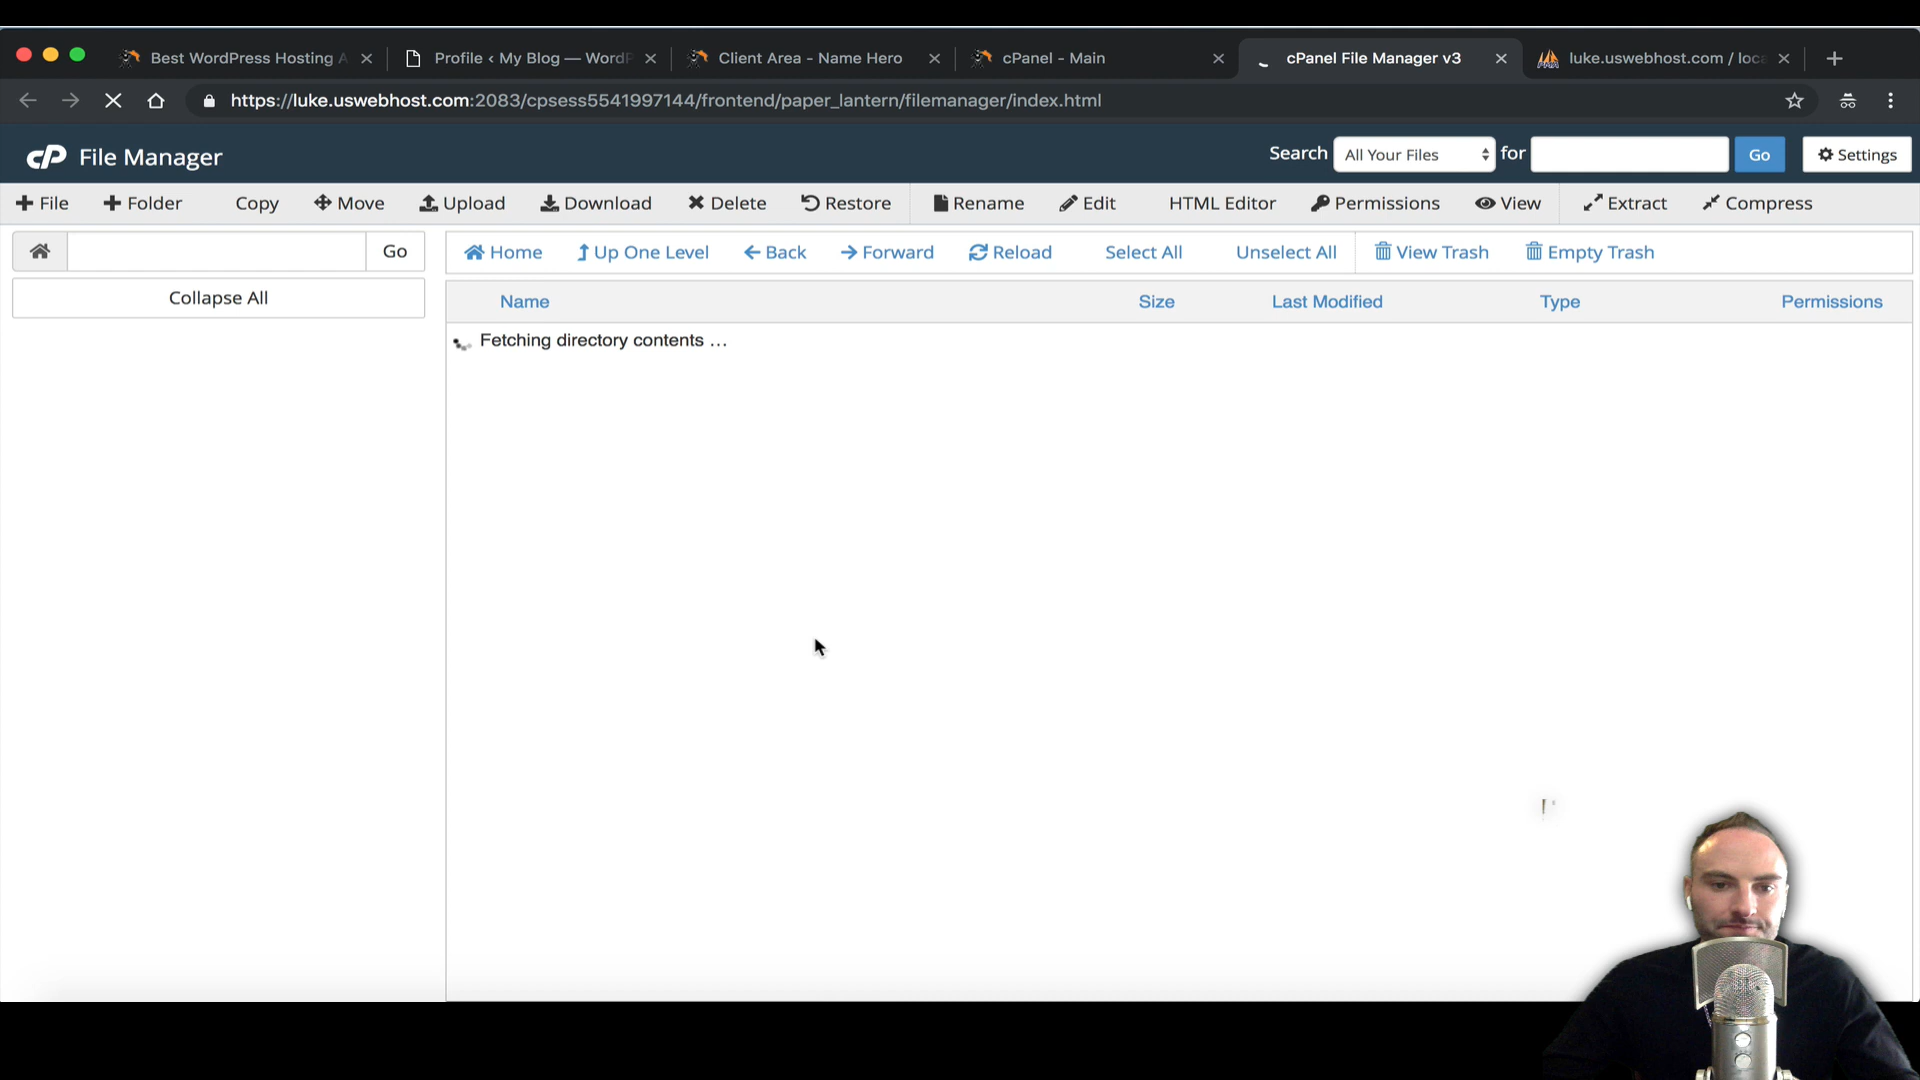 Best WordPress Hosting A
Profile ‹ My Blog — WordP
Client Area - Name Hero
cPanel - Main
cPanel File Manager v3
luke.uswebhost.com / loca
https://luke.uswebhost.com:2083/cpsess5541997144/frontend/paper_lantern/filemanager/index.html
cP File Manager
Search All Your Files for Go Settings
File Folder Copy Move Upload Download Delete Restore Rename Edit HTML Editor Permissions View Extract Compress
Go
Home Up One Level Back Forward Reload Select All Unselect All View Trash Empty Trash
Collapse All
Name Size Last Modified Type Permissions
Fetching directory contents …